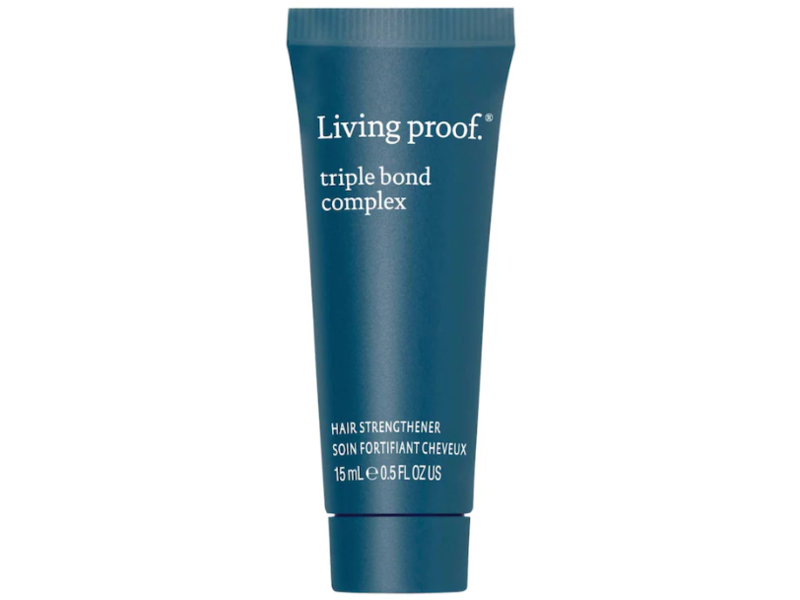 Living proof.®
triple bond
complex
HAIR STRENGTHENER
SOIN FORTIFIANT CHEVEUX
15 mL ℮ 0.5 FL OZ US